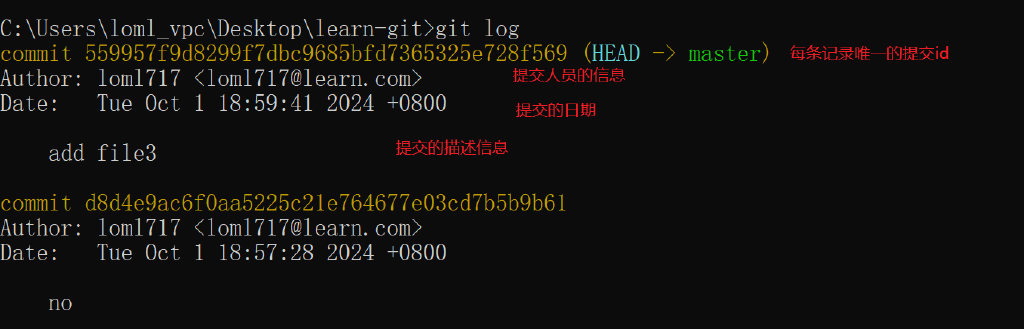 C:\Users\loml_vpc\Desktop\learn-git>git log
commit 559957f9d8299f7dbc9685bfd7365325e728f569 (HEAD -> master) 每条记录唯一的提交id
Author: loml717 <loml717@learn.com> 提交人员的信息
Date:   Tue Oct 1 18:59:41 2024 +0800 提交的日期
add file3 提交的描述信息
commit d8d4e9ac6f0aa5225c21e764677e03cd7b5b9b61
Author: loml717 <loml717@learn.com>
Date:   Tue Oct 1 18:57:28 2024 +0800
no